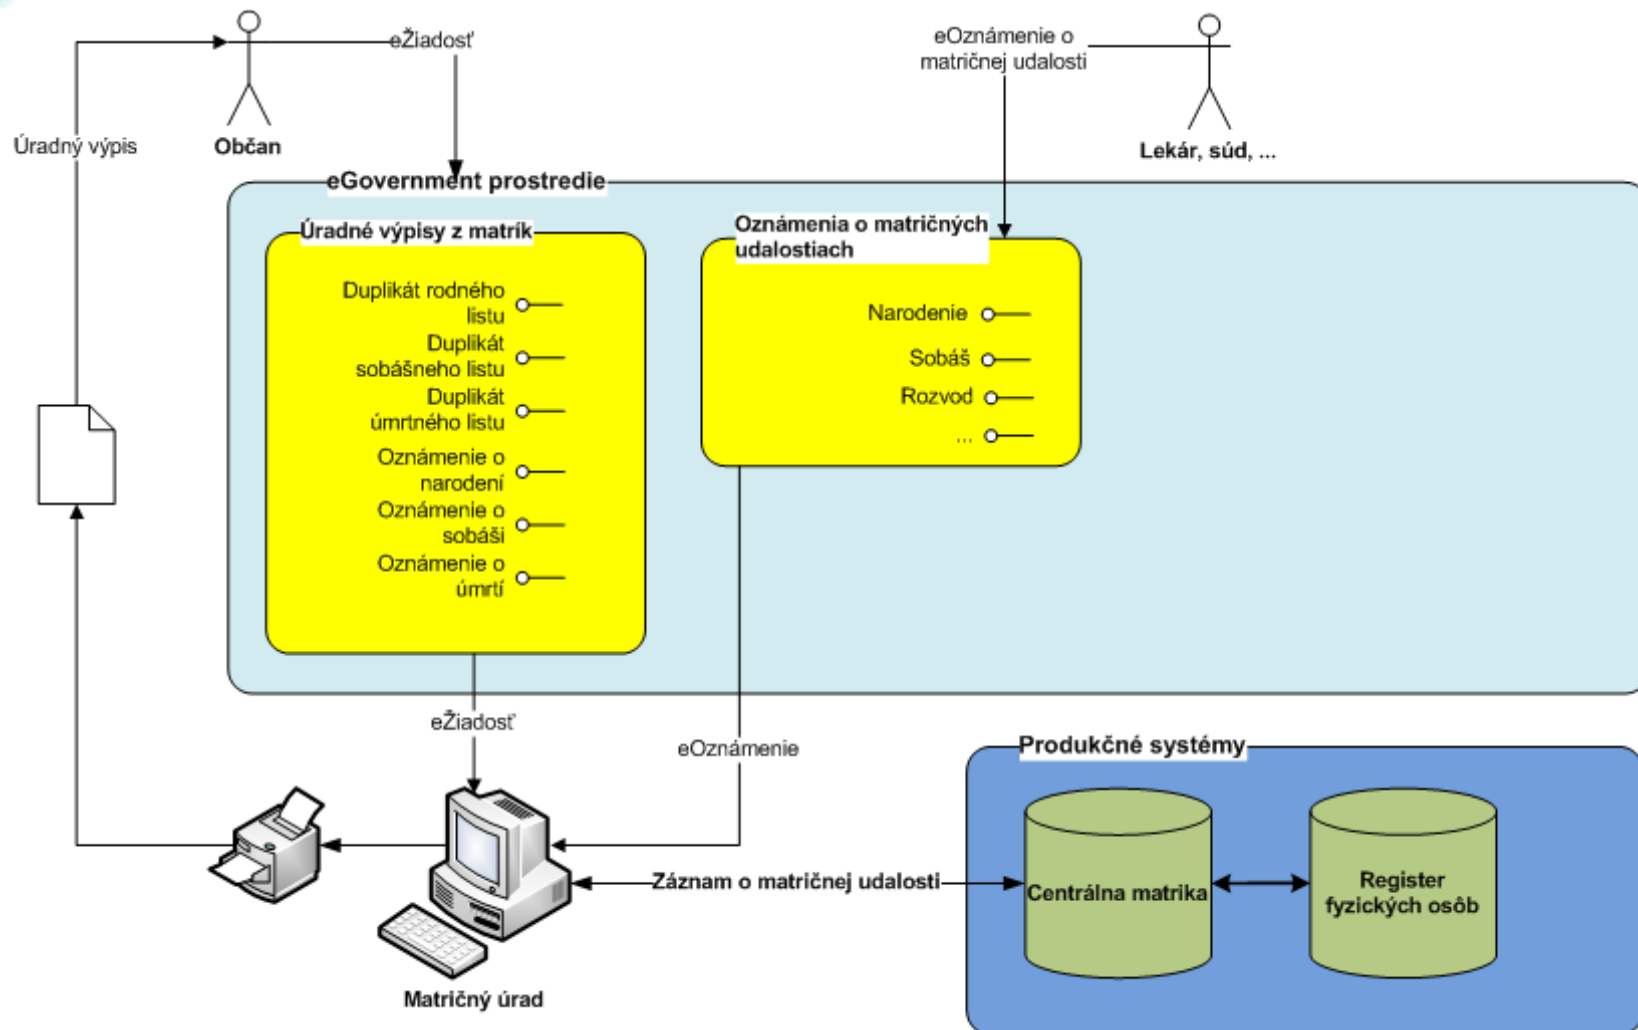 eŽiadosť
eOznámenie o
matričnej udalosti
Úradný výpis
Občan
Lekár, súd, ...
eGovernment prostredie
Úradné výpisy z matrík
Oznámenia o matričných
udalostiach
Duplikát rodného
listu
Duplikát
sobášneho listu
Duplikát
úmrtného listu
Oznámenie o
narodení
Oznámenie o
sobáši
Oznámenie o
úmrtí
Narodenie
Sobáš
Rozvod
...
eŽiadosť
eOznámenie
Produkčné systémy
Záznam o matričnej udalosti
Centrálna matrika
Register
fyzických osôb
Matričný úrad